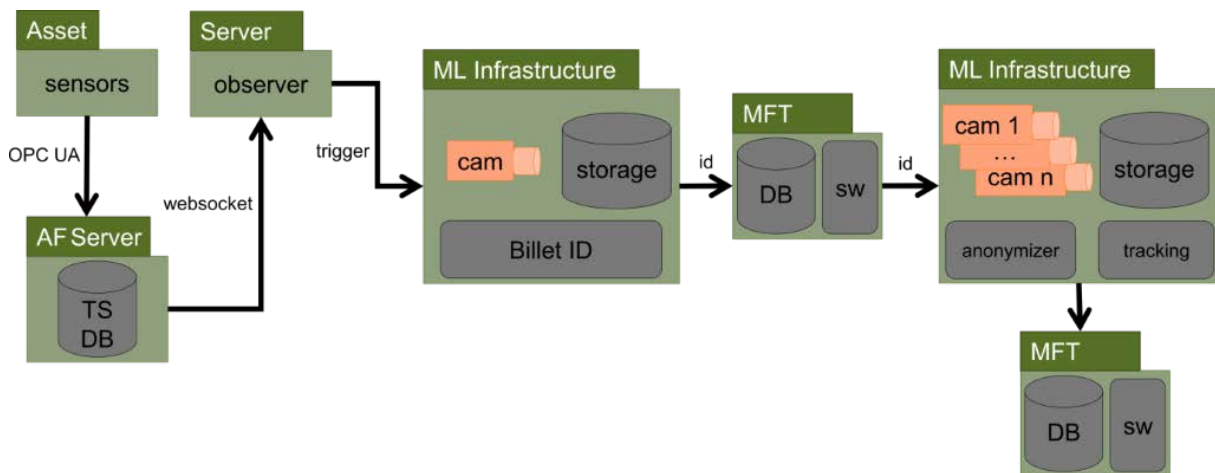 Asset
sensors
OPC UA
AF Server
TS
DB
websocket
Server
observer
trigger
ML Infrastructure
cam
storage
Billet ID
id
MFT
DB
sw
id
ML Infrastructure
cam 1
...
cam n
storage
anonymizer
tracking
MFT
DB
sw